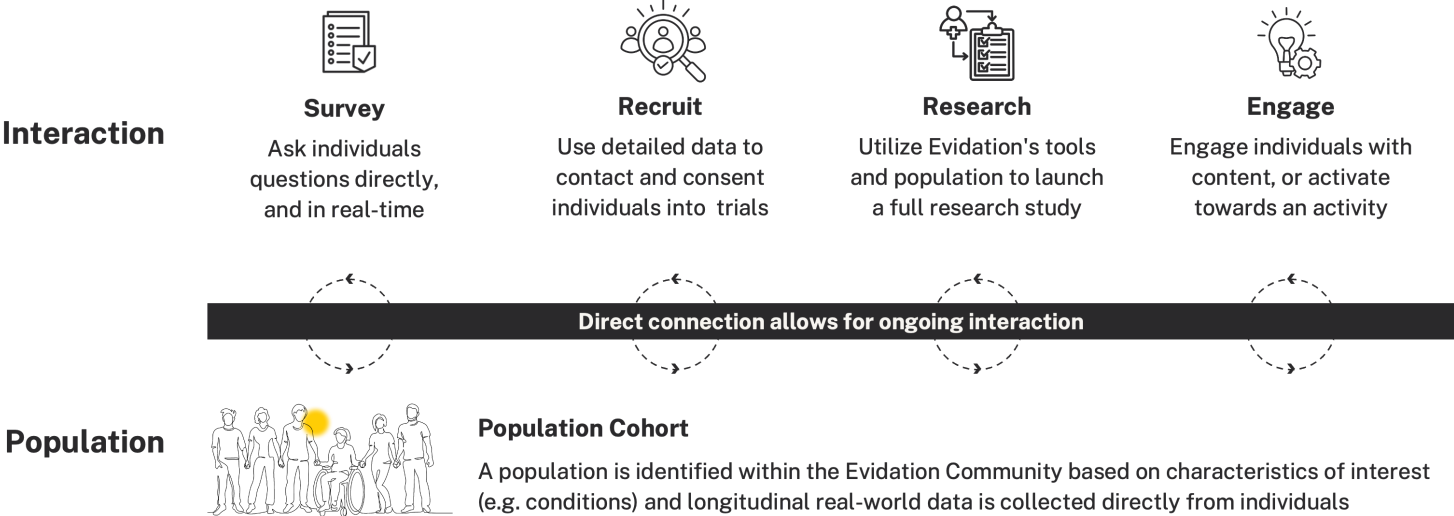 Interaction
Survey
Ask individuals
questions directly,
and in real-time
Recruit
Use detailed data to
contact and consent
individuals into trials
Research
Utilize Evidation's tools
and population to launch
a full research study
Engage
Engage individuals with
content, or activate
towards an activity
Direct connection allows for ongoing interaction
Population
Population Cohort
A population is identified within the Evidation Community based on characteristics of interest
(e.g. conditions) and longitudinal real-world data is collected directly from individuals